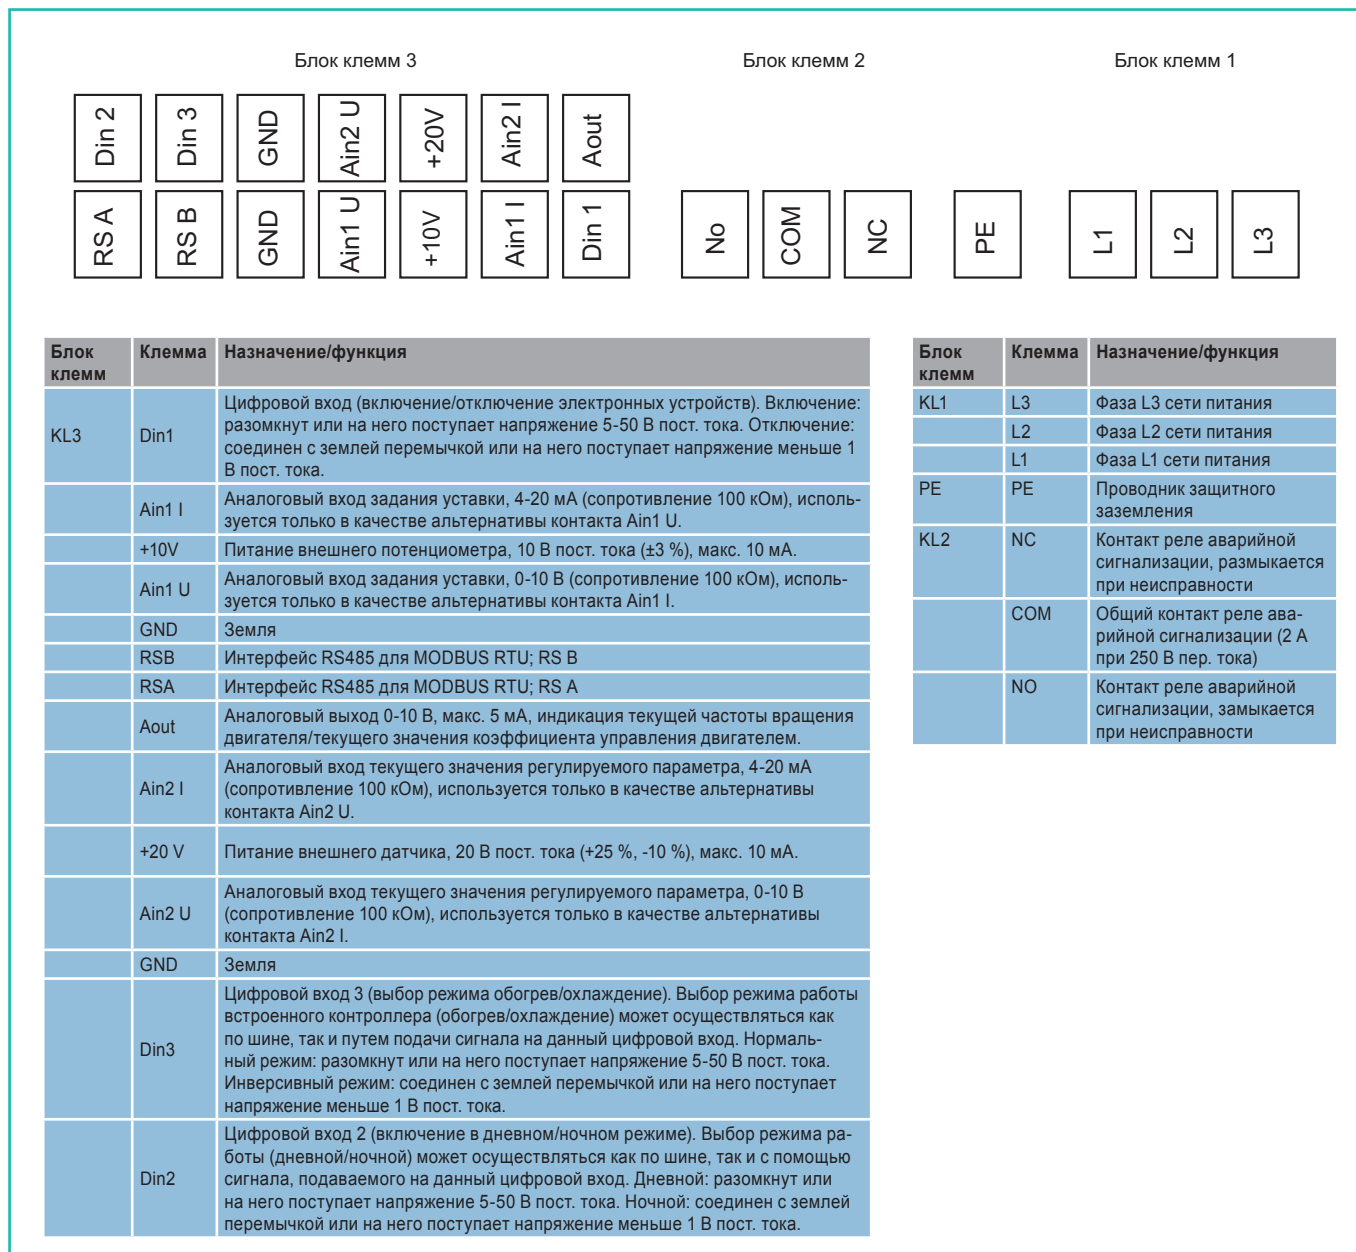 Блок клемм 3
Блок клемм 2
Блок клемм 1
Din 2
Din 3
GND
Ain2 U
+20V
Ain2 I
Aout
RS A
RS B
GND
Ain1 U
+10V
Ain1 I
Din 1
No
COM
NC
PE
L1
L2
L3
Блок клемм
Клемма
Назначение/функция
KL3
Din1
Цифровой вход (включение/отключение электронных устройств). Включение:
разомкнут или на него поступает напряжение 5-50 В пост. тока. Отключение:
соединен с землей перемычкой или на него поступает напряжение меньше 1
В пост. тока.
Ain1 I
Аналоговый вход задания уставки, 4-20 мА (сопротивление 100 кОм), исполь-
зуется только в качестве альтернативы контакта Ain1 U.
+10V
Питание внешнего потенциометра, 10 В пост. тока (±3 %), макс. 10 мА.
Ain1 U
Аналоговый вход задания уставки, 0-10 В (сопротивление 100 кОм), исполь-
зуется только в качестве альтернативы контакта Ain1 I.
GND
Земля
RSB
Интерфейс RS485 для MODBUS RTU; RS B
RSA
Интерфейс RS485 для MODBUS RTU; RS A
Aout
Аналоговый выход 0-10 В, макс. 5 мА, индикация текущей частоты вращения
двигателя/текущего значения коэффициента управления двигателем.
Ain2 I
Аналоговый вход текущего значения регулируемого параметра, 4-20 мА
(сопротивление 100 кОм), используется только в качестве альтернативы
контакта Ain2 U.
+20 V
Питание внешнего датчика, 20 В пост. тока (+25 %, -10 %), макс. 10 мА.
Ain2 U
Аналоговый вход текущего значения регулируемого параметра, 0-10 В
(сопротивление 100 кОм), используется только в качестве альтернативы
контакта Ain2 I.
GND
Земля
Din3
Цифровой вход 3 (выбор режима обогрев/охлаждение). Выбор режима работы
встроенного контроллера (обогрев/охлаждение) может осуществляться как
по шине, так и путем подачи сигнала на данный цифровой вход. Нормаль-
ный режим: разомкнут или на него поступает напряжение 5-50 В пост. тока.
Инверсивный режим: соединен с землей перемычкой или на него поступает
напряжение меньше 1 В пост. тока.
Din2
Цифровой вход 2 (включение в дневном/ночном режиме). Выбор режима ра-
боты (дневной/ночной) может осуществляться как по шине, так и с помощью
сигнала, подаваемого на данный цифровой вход. Дневной: разомкнут или
на него поступает напряжение 5-50 В пост. тока. Ночной: соединен с землей
перемычкой или на него поступает напряжение меньше 1 В пост. тока.
Блок клемм
Клемма
Назначение/функция
KL1
L3
Фаза L3 сети питания
L2
Фаза L2 сети питания
L1
Фаза L1 сети питания
PE
PE
Проводник защитного
заземления
KL2
NC
Контакт реле аварийной
сигнализации, размыкается
при неисправности
COM
Общий контакт реле ава-
рийной сигнализации (2 А
при 250 В пер. тока)
NO
Контакт реле аварийной
сигнализации, замыкается
при неисправности